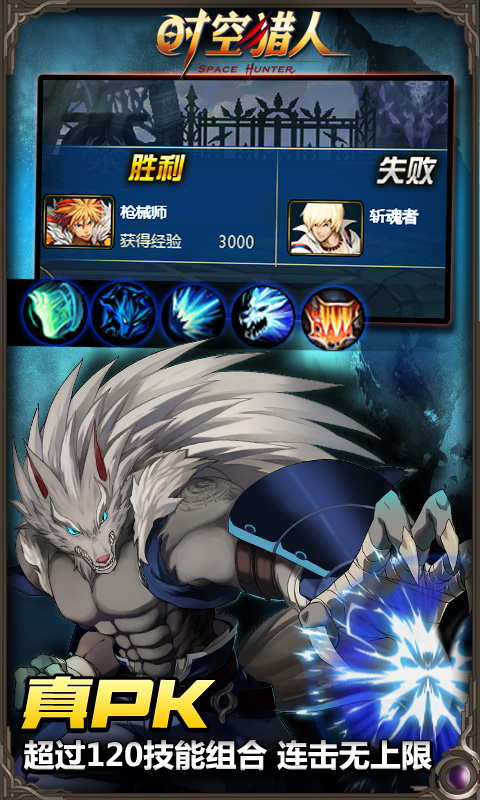 时空猎人
SPACE HUNTER
胜利
失败
枪械师
斩魂者
获得经验 3000
真PK
超过120技能组合 连击无上限